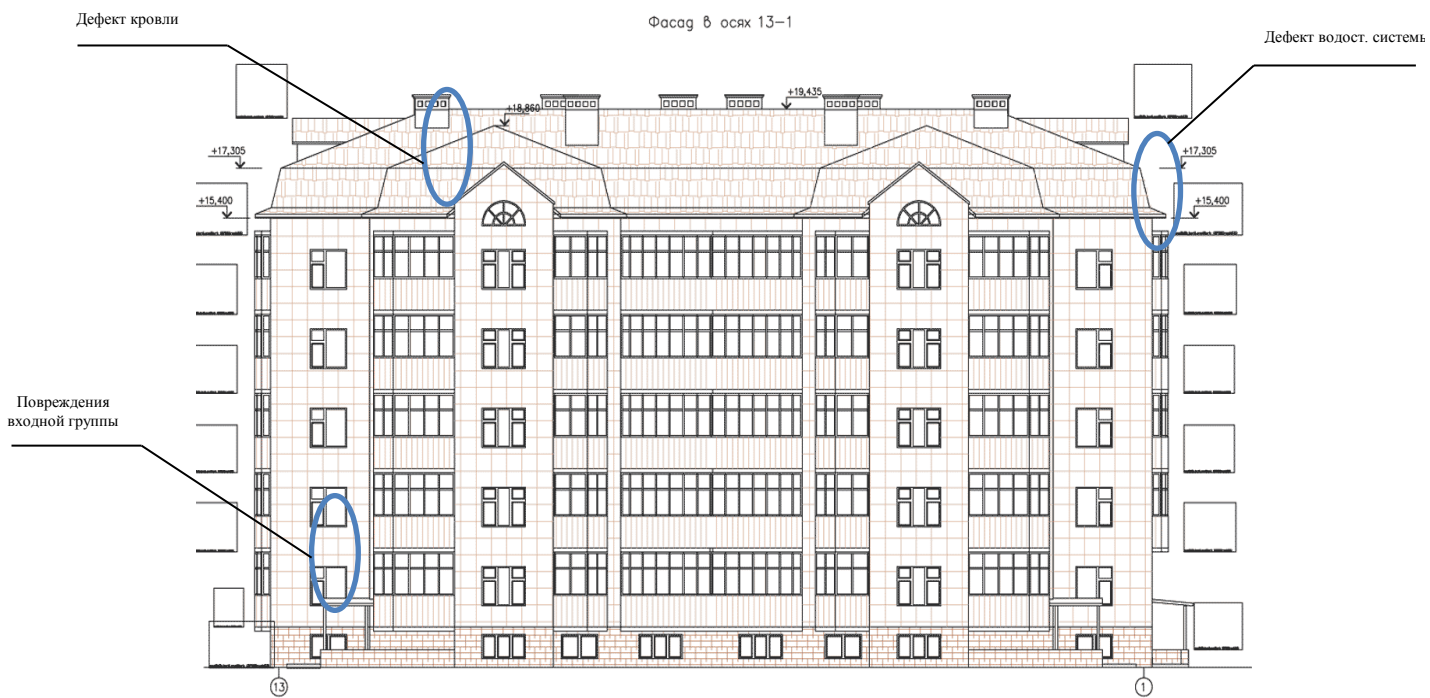 Дефект кровли
Фасад в осях 13-1
Дефект водост. системы
+19,435
+18,860
+17,305
+17,305
+15,400
+15,400
Повреждения
входной группы
13
1